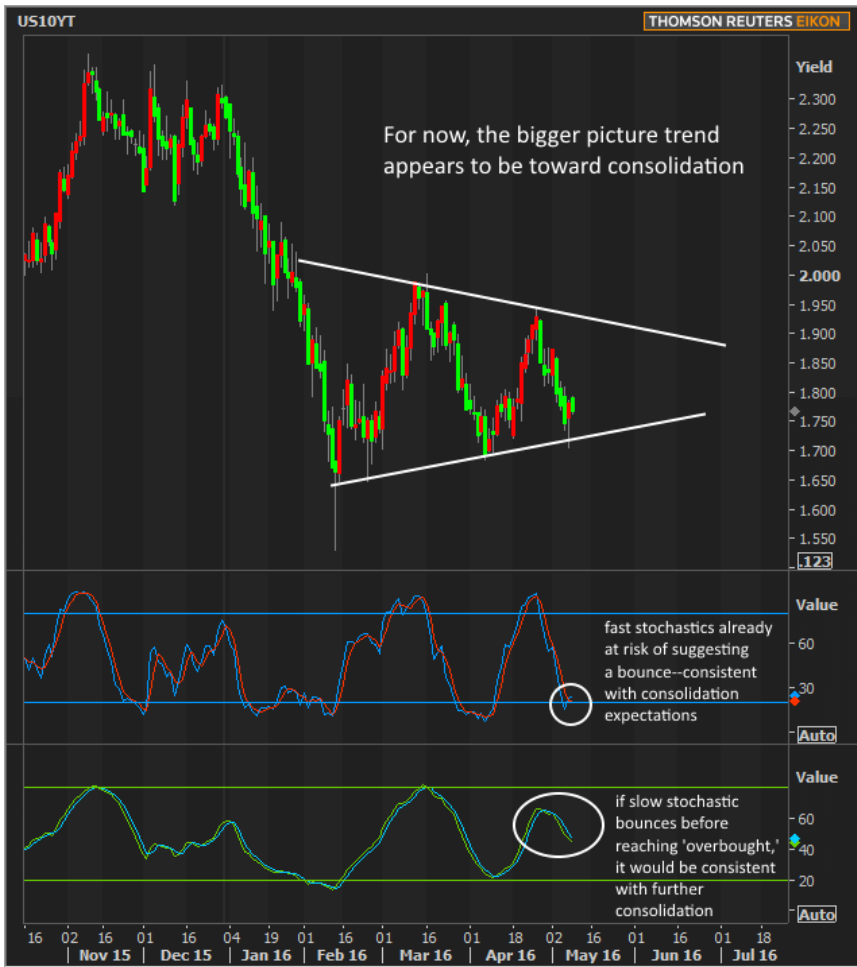 US10YT
THOMSON REUTERS EIKON
Yield
For now, the bigger picture trend
appears to be toward consolidation
2.300
2.250
2.200
2.150
2.100
2.050
2.000
1.950
1.900
1.850
1.800
1.750
1.700
1.650
1.600
1.550
.123
Value
fast stochastics already
at risk of suggesting
a bounce--consistent
with consolidation
expectations
60
30
Auto
Value
if slow stochastic
bounces before
reaching 'overbought,'
it would be consistent
with further
consolidation
60
40
20
Auto
16 02 16 01 16 04 19 01 16 01 16 01 18 02 16 01 16 01 18
Nov 15 Dec 15 Jan 16 Feb 16 Mar 16 Apr 16 May 16 Jun 16 Jul 16